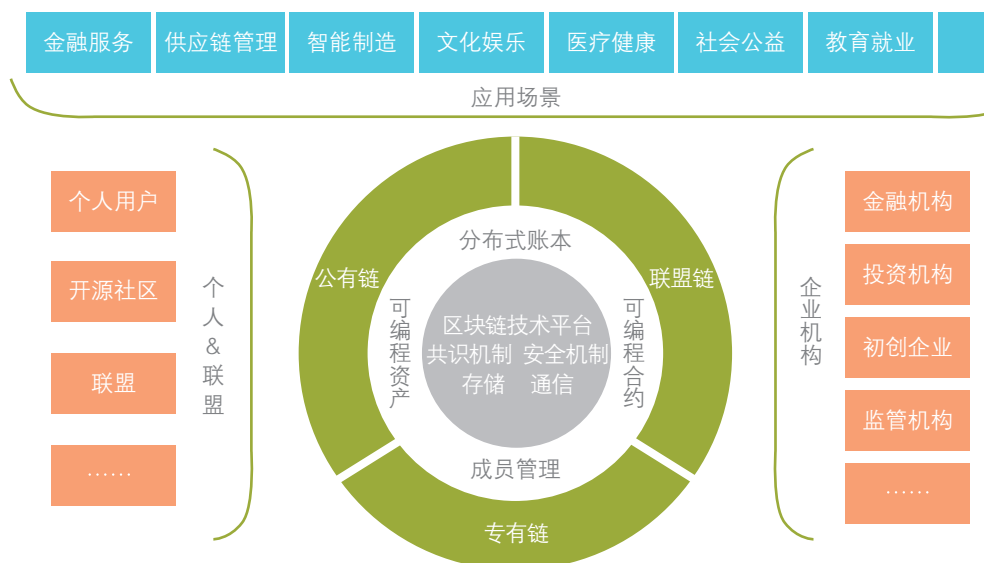 金融服务
供应链管理
智能制造
文化娱乐
医疗健康
社会公益
教育就业
应用场景
个人用户
开源社区
联盟
……
个人&联盟
公有链
联盟链
专有链
分布式账本
可编程资产
可编程合约
成员管理
区块链技术平台
共识机制 安全机制
存储 通信
企业机构
金融机构
投资机构
初创企业
监管机构
……